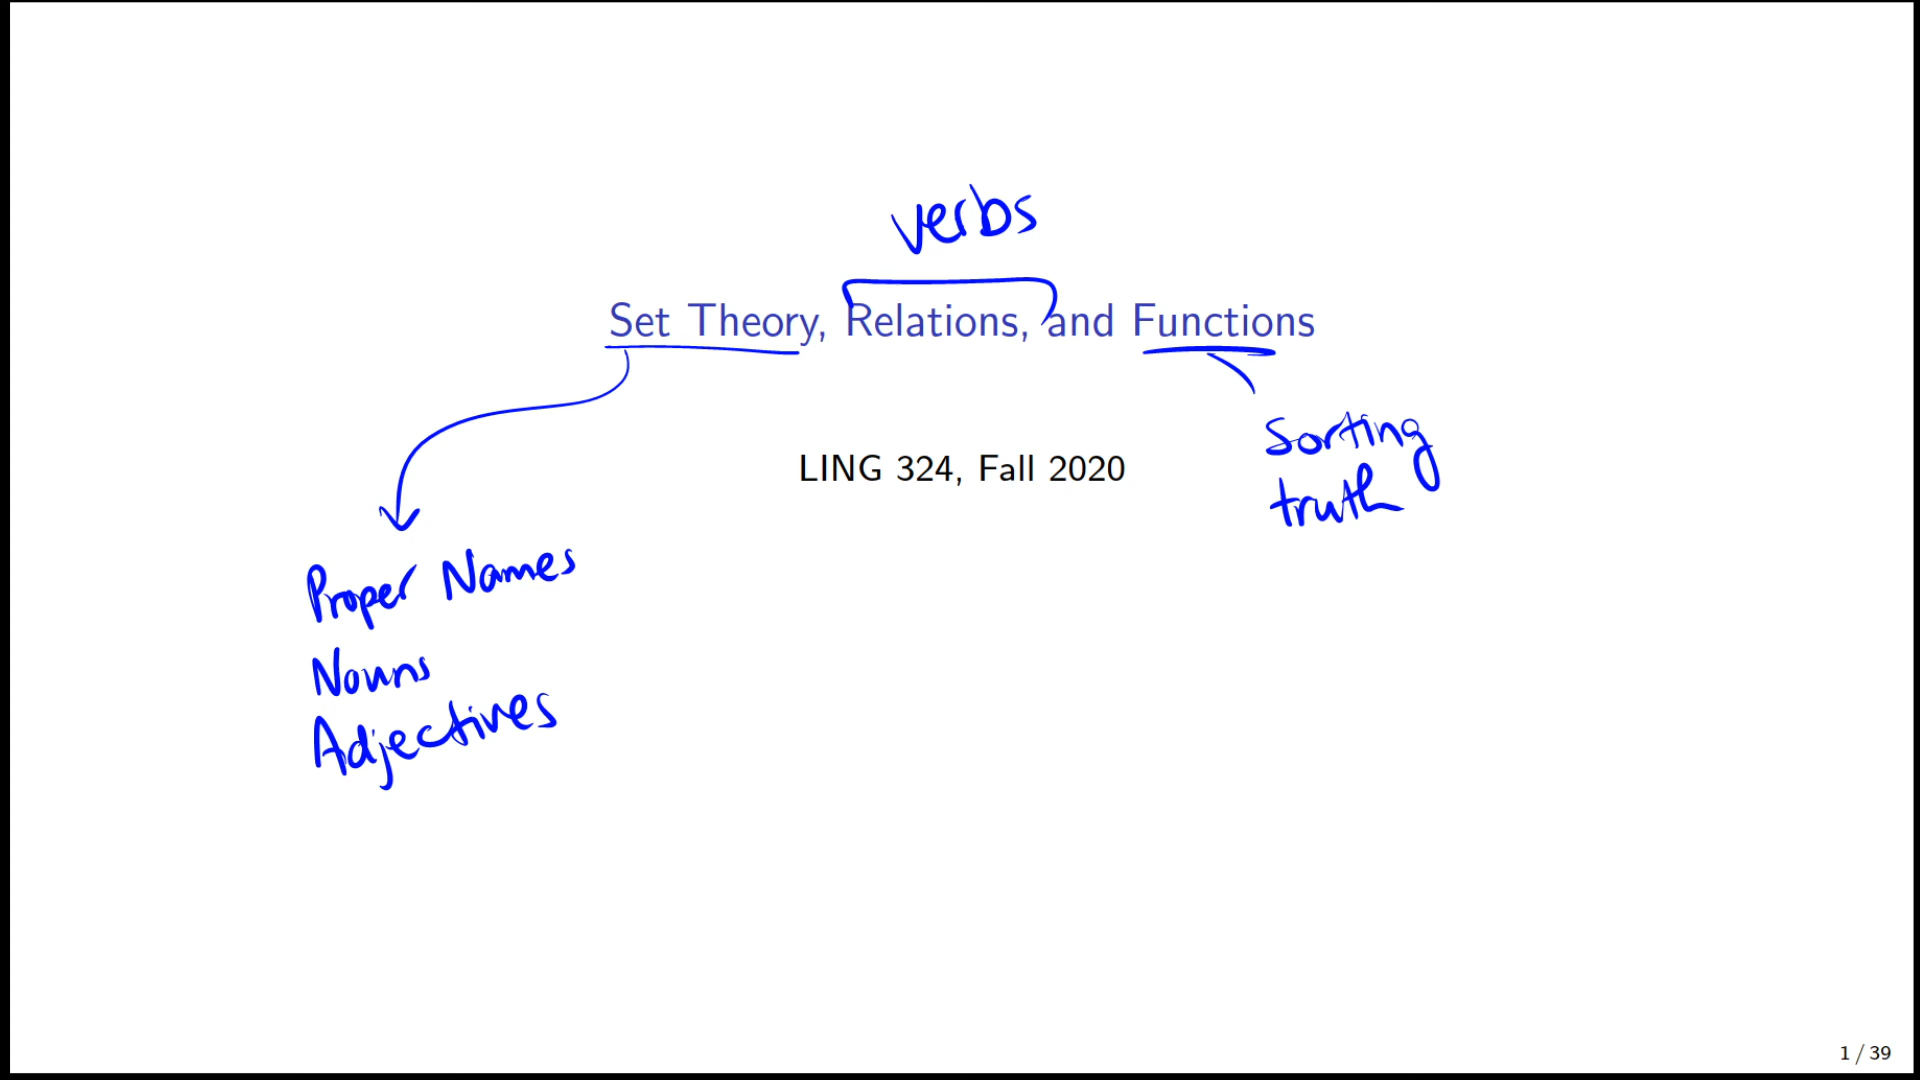 verbs
Set Theory, Relations, and Functions
LING 324, Fall 2020
Sorting
truth
Proper Names
Nouns
Adjectives
1 / 39